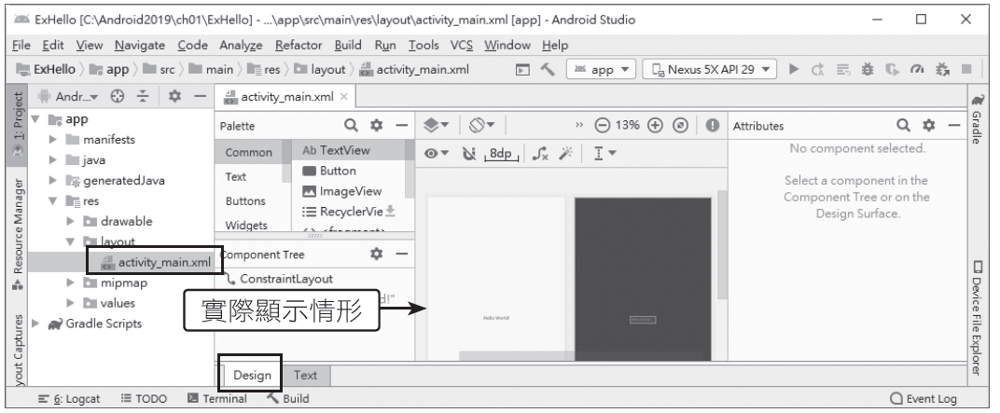 ExHello [C:\Android2019\ch01\ExHello] - ...\app\src\main\res\layout\activity_main.xml [app] - Android Studio
File Edit View Navigate Code Analyze Refactor Build Run Tools VCS Window Help
ExHello app src main res layout activity_main.xml app Nexus 5X API 29
1: Project
Resource Manager
yout Captures
Andr...
app
manifests
java
generatedJava
res
drawable
layout
activity_main.xml
mipmap
values
Gradle Scripts
activity_main.xml
Palette
Common
Text
Buttons
Widgets
Ab TextView
Button
ImageView
RecyclerVie
<fragment>
Component Tree
ConstraintLayout
d!"
實際顯示情形
13%
8dp
Hello World!
Design Text
Attributes
No component selected.
Select a component in the
Component Tree or on the
Design Surface.
Gradle
Device File Explorer
6: Logcat TODO Terminal Build Event Log